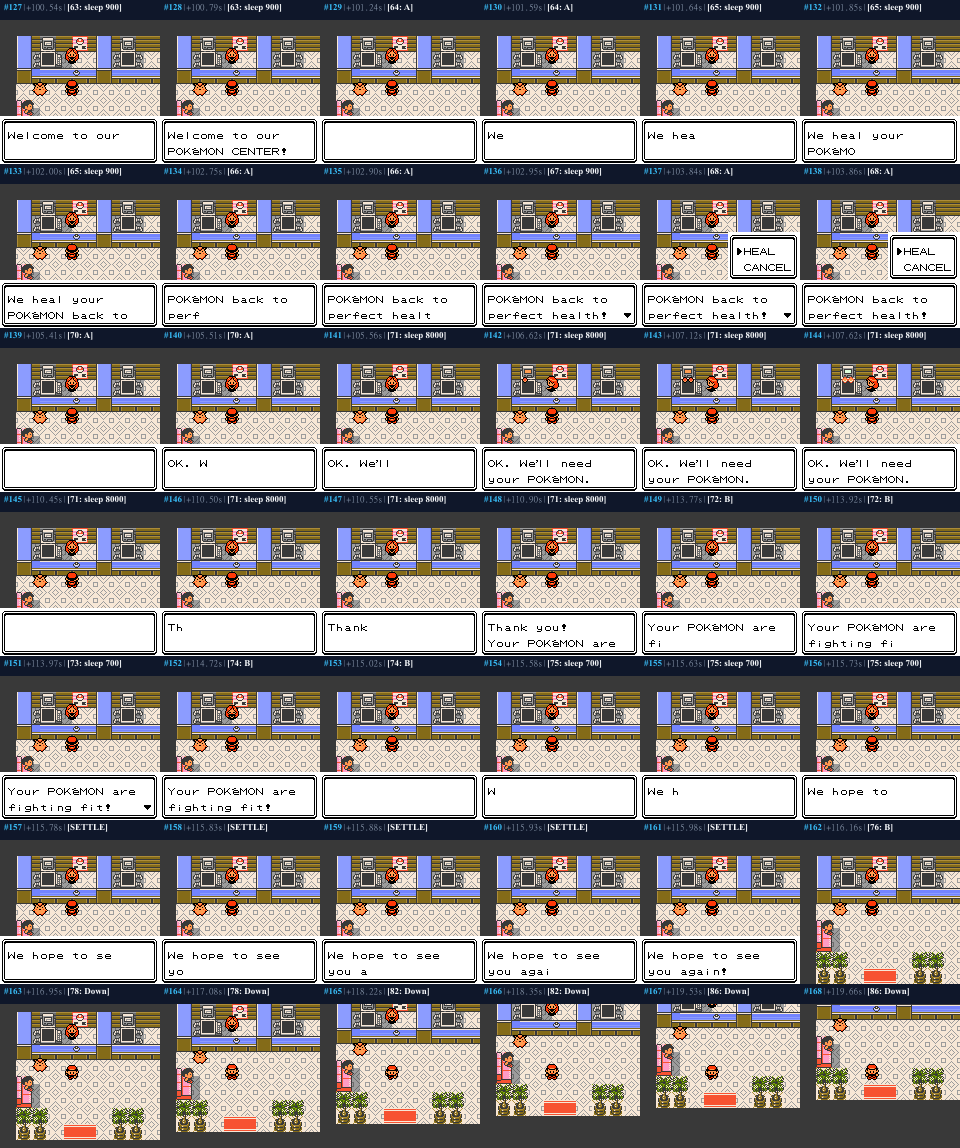 #127|+100.54s| [63: sleep 900]
#128|+100.79s| [63: sleep 900]
#129|+101.24s| [64: A]
#130|+101.59s| [64: A]
#131|+101.64s| [65: sleep 900]
#132|+101.85s| [65: sleep 900]
Welcome to our
Welcome to our
POKéMON CENTER!
We
We hea
We heal your
POKéMO
#133|+102.00s| [65: sleep 900]
#134|+102.75s| [66: A]
#135|+102.90s| [66: A]
#136|+102.95s| [67: sleep 900]
#137|+103.84s| [68: A]
#138|+103.86s| [68: A]
We heal your
POKéMON back to
POKéMON back to
perf
POKéMON back to
perfect healt
POKéMON back to
perfect health!
HEAL
CANCEL
POKéMON back to
perfect health!
HEAL
CANCEL
POKéMON back to
perfect health!
#139|+105.41s| [70: A]
#140|+105.51s| [70: A]
#141|+105.56s| [71: sleep 8000]
#142|+106.62s| [71: sleep 8000]
#143|+107.12s| [71: sleep 8000]
#144|+107.62s| [71: sleep 8000]
OK. W
OK. We'll
OK. We'll need
your POKéMON.
OK. We'll need
your POKéMON.
OK. We'll need
your POKéMON.
#145|+110.45s| [71: sleep 8000]
#146|+110.50s| [71: sleep 8000]
#147|+110.55s| [71: sleep 8000]
#148|+110.90s| [71: sleep 8000]
#149|+113.77s| [72: B]
#150|+113.92s| [72: B]
Th
Thank
Thank you!
Your POKéMON are
Your POKéMON are
fi
Your POKéMON are
fighting fi
#151|+113.97s| [73: sleep 700]
#152|+114.72s| [74: B]
#153|+115.02s| [74: B]
#154|+115.58s| [75: sleep 700]
#155|+115.63s| [75: sleep 700]
#156|+115.73s| [75: sleep 700]
Your POKéMON are
fighting fit!
Your POKéMON are
fighting fit!
W
We h
We hope to
#157|+115.78s| [SETTLE]
#158|+115.83s| [SETTLE]
#159|+115.88s| [SETTLE]
#160|+115.93s| [SETTLE]
#161|+115.98s| [SETTLE]
#162|+116.16s| [76: B]
We hope to se
We hope to see
yo
We hope to see
you a
We hope to see
you agai
We hope to see
you again!
#163|+116.95s| [78: Down]
#164|+117.08s| [78: Down]
#165|+118.22s| [82: Down]
#166|+118.35s| [82: Down]
#167|+119.53s| [86: Down]
#168|+119.66s| [86: Down]